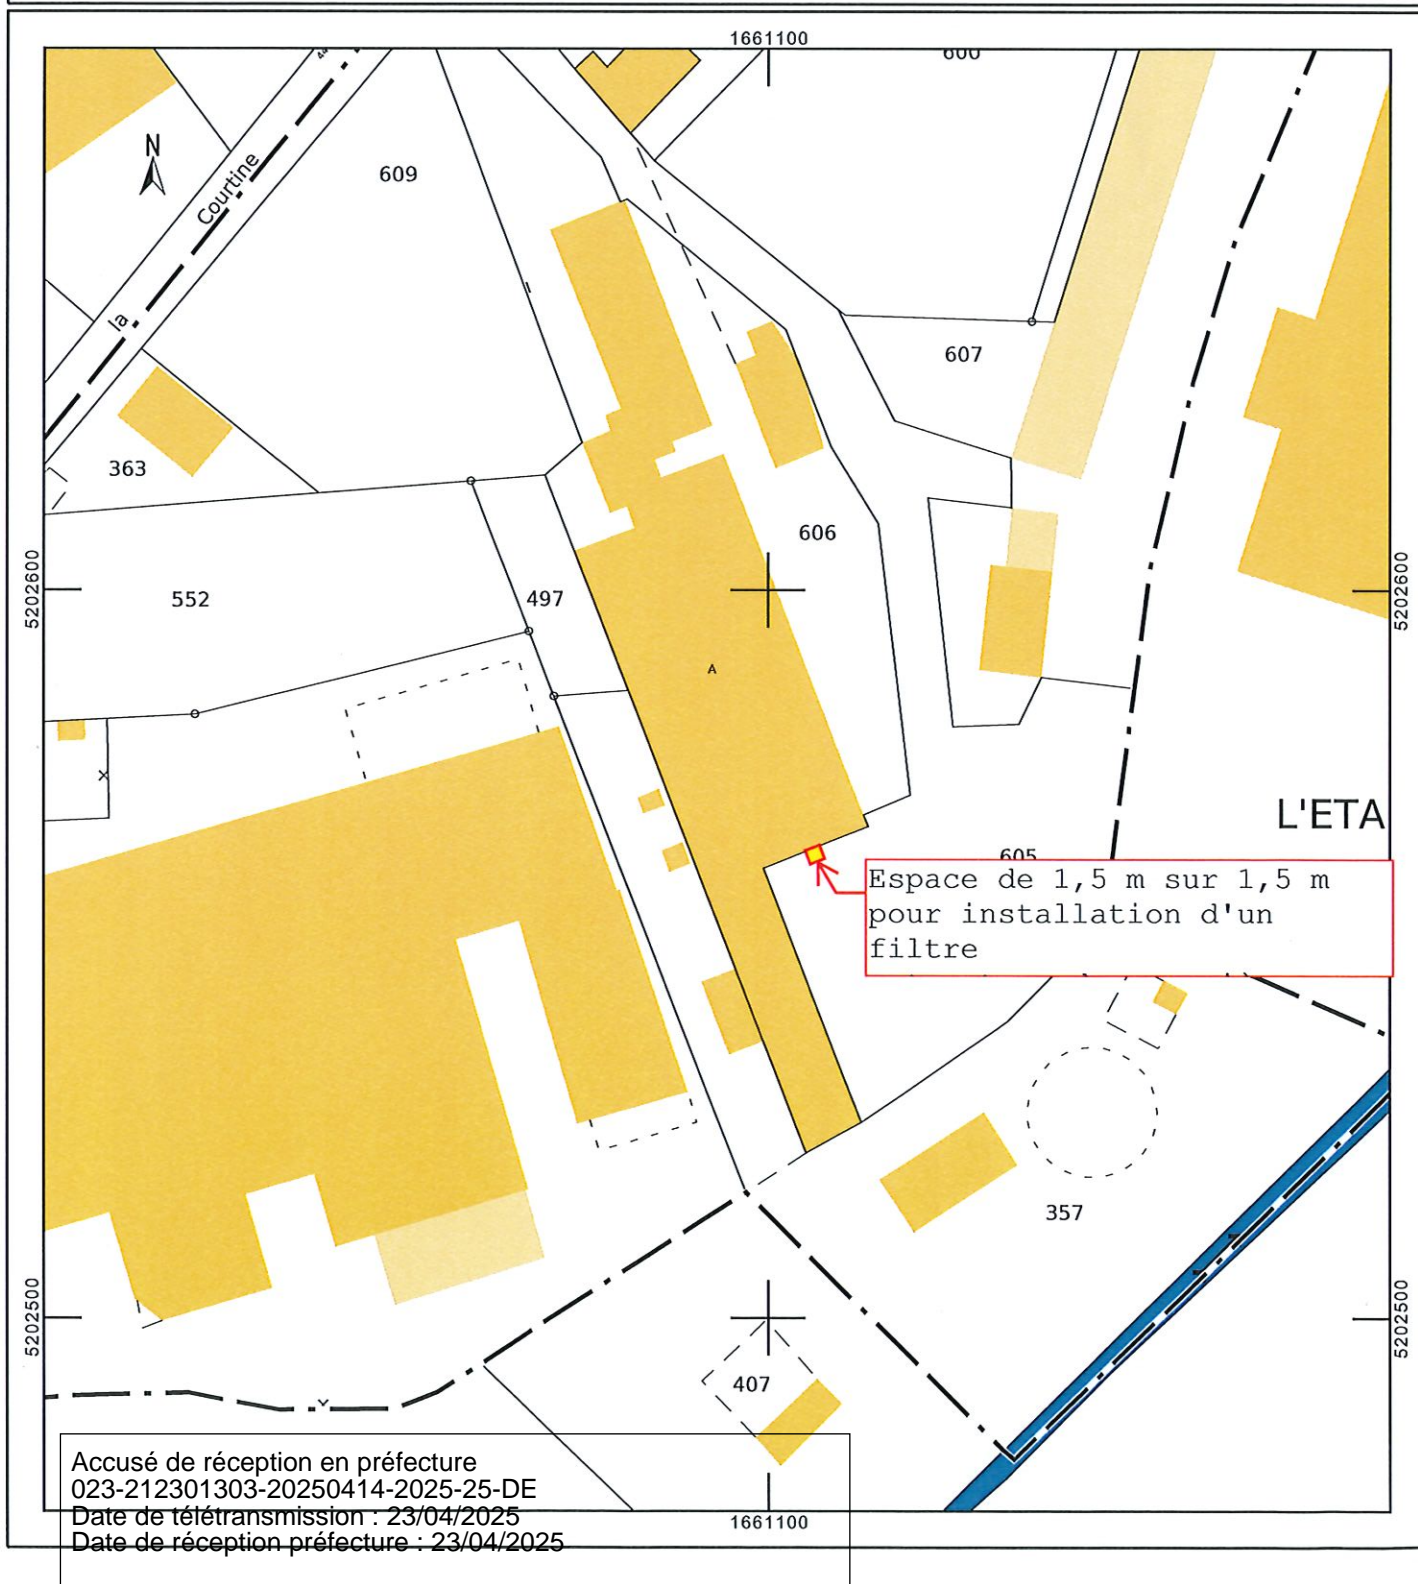 1661100
600
44
N
Courtine
609
la
607
363
606
5202600
5202600
552
497
A
L'ETA
605
Espace de 1,5 m sur 1,5 m
pour installation d'un
filtre
357
5202500
5202500
407
Accusé de réception en préfecture
023-212301303-20250414-2025-25-DE
Date de télétransmission : 23/04/2025
Date de réception préfecture : 23/04/2025
1661100